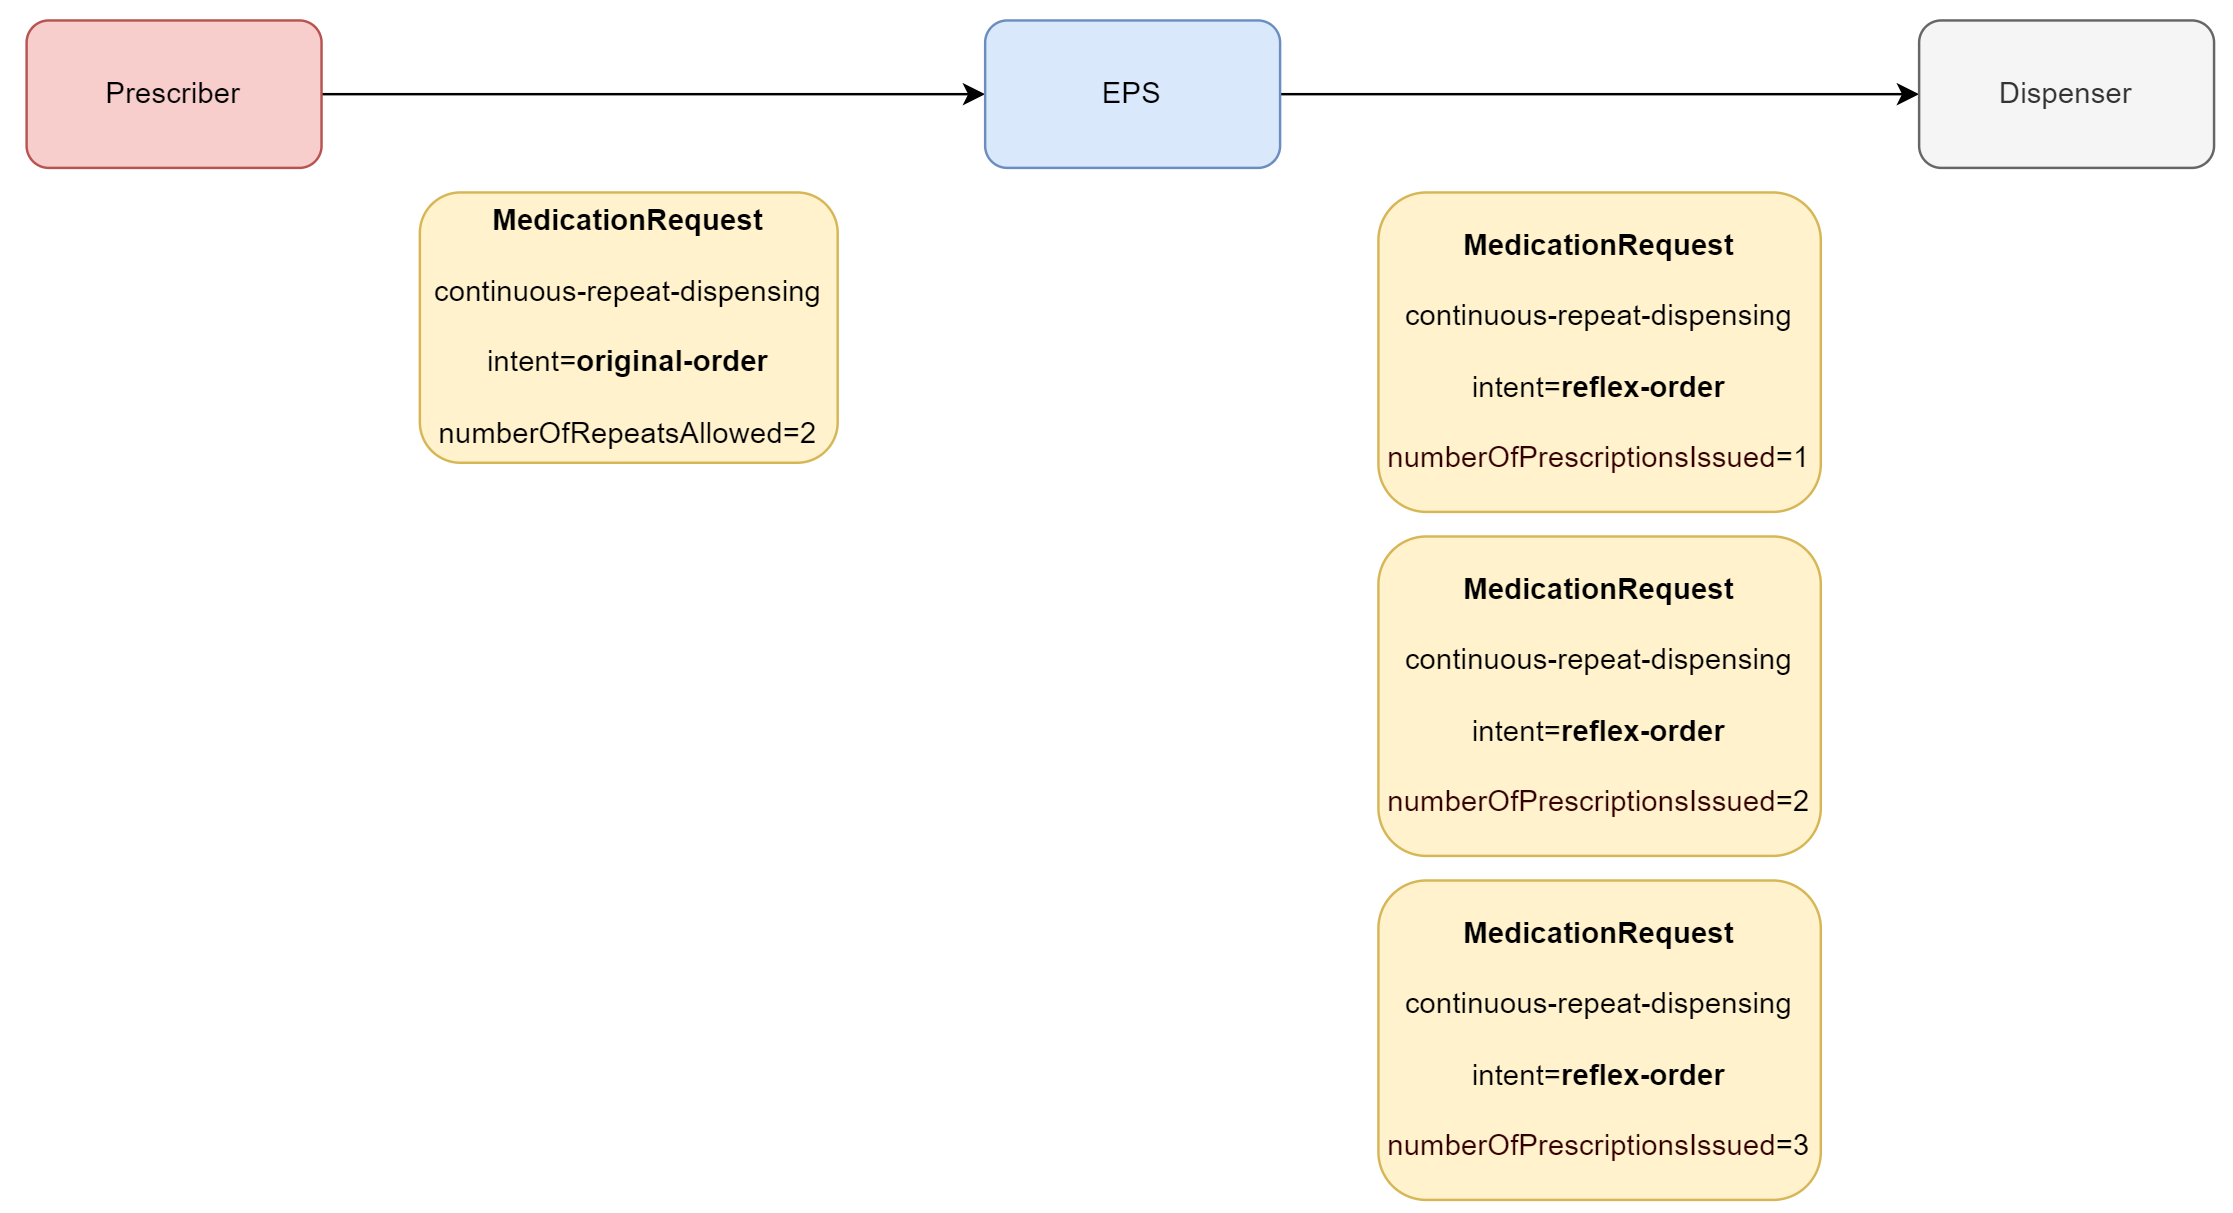 Prescriber
EPS
Dispenser
MedicationRequest
continuous-repeat-dispensing
intent=original-order
numberOfRepeatsAllowed=2
MedicationRequest
continuous-repeat-dispensing
intent=reflex-order
numberOfPrescriptionsIssued=1
MedicationRequest
continuous-repeat-dispensing
intent=reflex-order
numberOfPrescriptionsIssued=2
MedicationRequest
continuous-repeat-dispensing
intent=reflex-order
numberOfPrescriptionsIssued=3